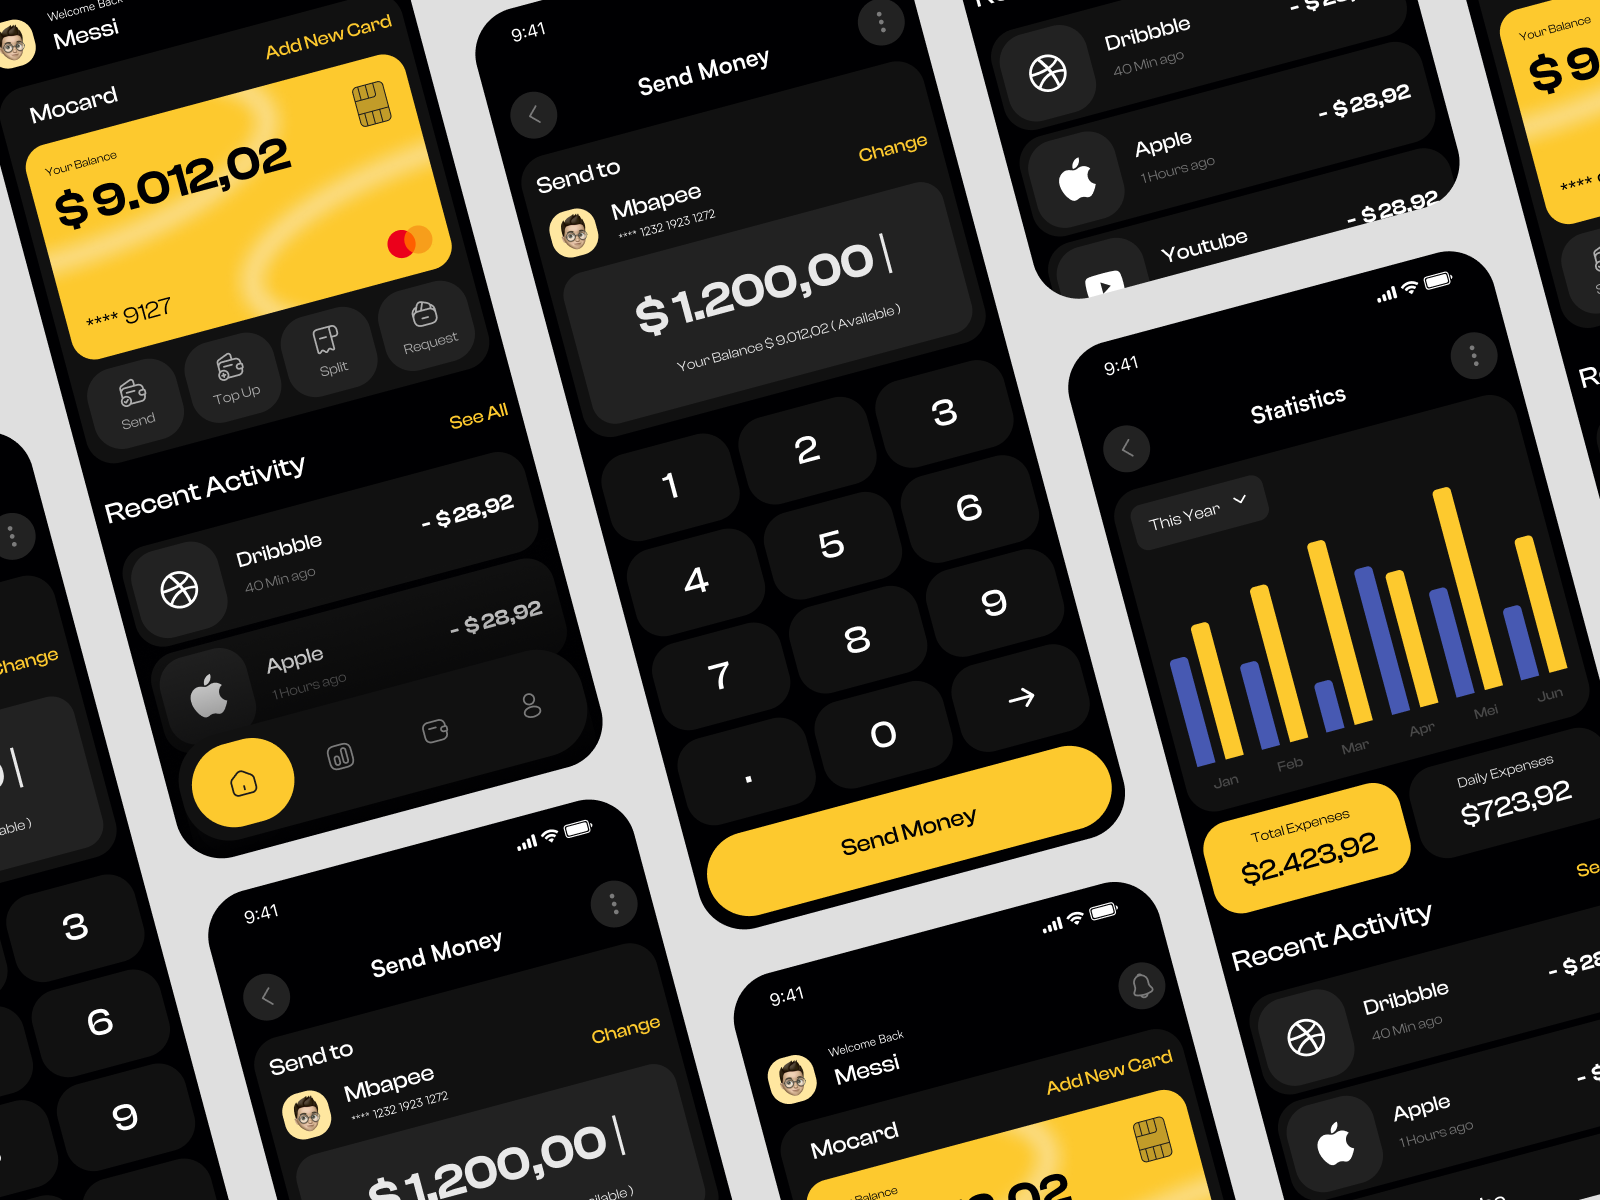 Welcome Back
Messi
Add New Card
Mocard
Your Balance
$ 9.012,02
**** 9127
Send
Top Up
Split
Request
See All
Recent Activity
Dribbble
40 Min ago
- $ 28,92
Apple
1 Hours ago
- $ 28,92
9:41
Send Money
Send to
Change
Mbapee
**** 1232 1923 1272
$ 1.200,00
Your Balance $ 9.012,02 ( Available )
1
2
3
4
5
6
7
8
9
.
0
Send Money
Dribbble
40 Min ago
Apple
1 Hours ago
- $ 28,92
Youtube
- $ 28,92
Your Balance
$ 9
****
9:41
Statistics
This Year
Jan
Feb
Mar
Apr
Mei
Jun
Total Expenses
$2.423,92
Daily Expenses
$723,92
Recent Activity
Dribbble
40 Min ago
- $ 28
Apple
1 Hours ago
Change
3
6
9
9:41
Send Money
Send to
Change
Mbapee
**** 1232 1923 1272
$ 1.200,00
9:41
Welcome Back
Messi
Add New Card
Mocard